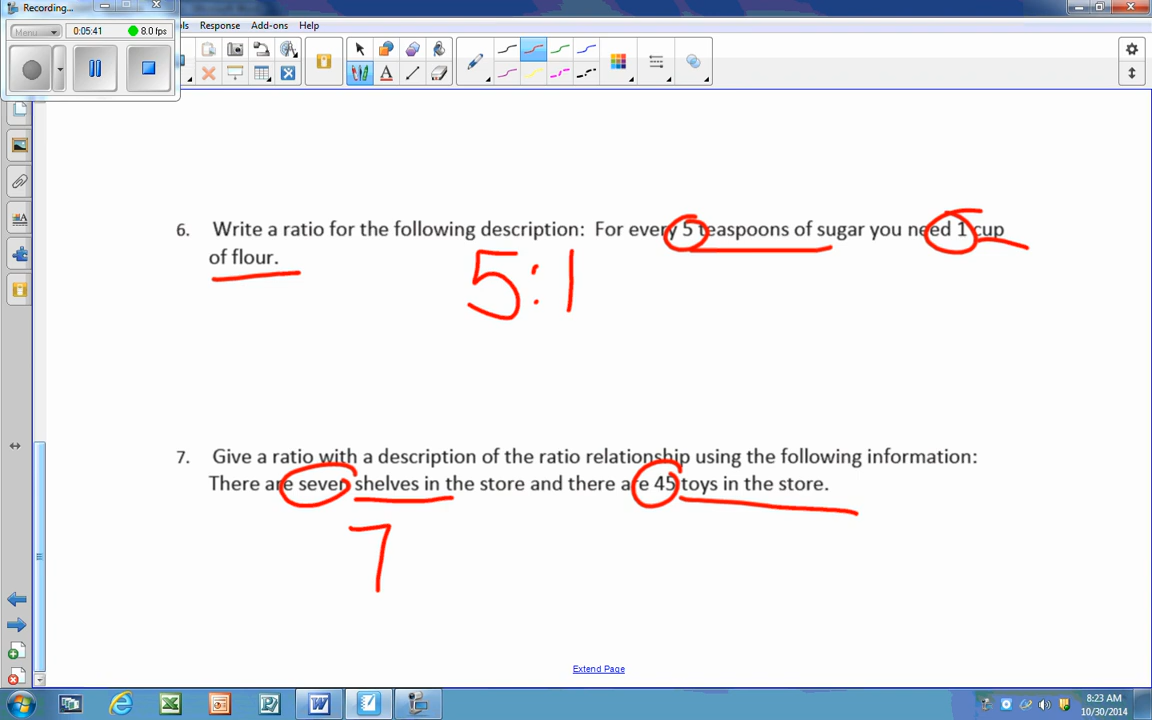 Recording...
Menu
0:05:41
8.0 fps
Response
Add-ons
Help
6. Write a ratio for the following description: For every 5 teaspoons of sugar you need 1 cup
of flour.
5:1
7. Give a ratio with a description of the ratio relationship using the following information:
There are seven shelves in the store and there are 45 toys in the store.
7
Extend Page
8:23 AM
10/30/2014